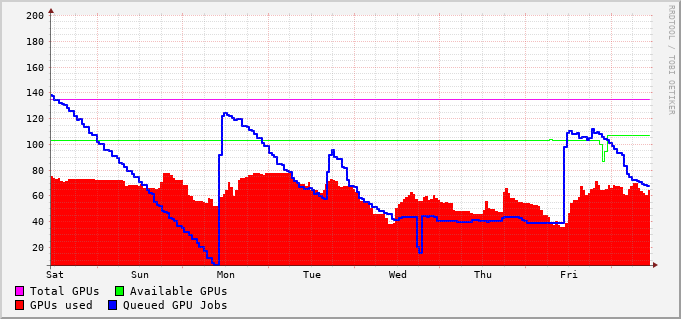 200
180
160
140
120
100
80
60
40
20
Sat Sun Mon Tue Wed Thu Fri
Total GPUs Available GPUs
GPUs used Queued GPU Jobs
RRDTOOL / TOBI OETIKER